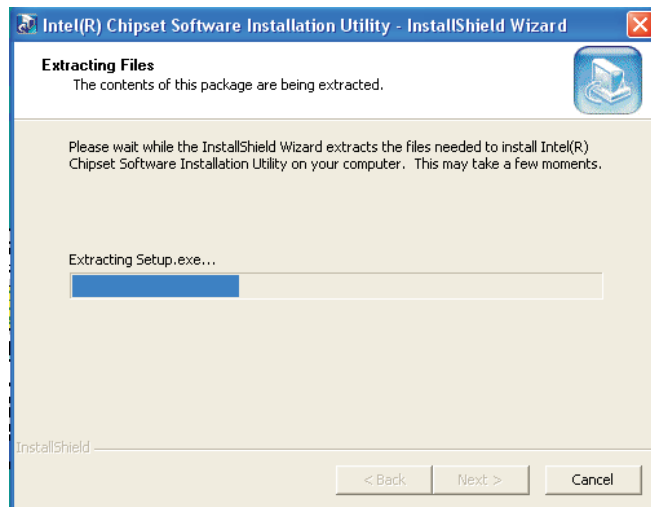 Intel(R) Chipset Software Installation Utility - InstallShield Wizard
Extracting Files
The contents of this package are being extracted.
Please wait while the InstallShield Wizard extracts the files needed to install Intel(R)
Chipset Software Installation Utility on your computer.  This may take a few moments.
Extracting Setup.exe...
InstallShield
< Back
Next >
Cancel